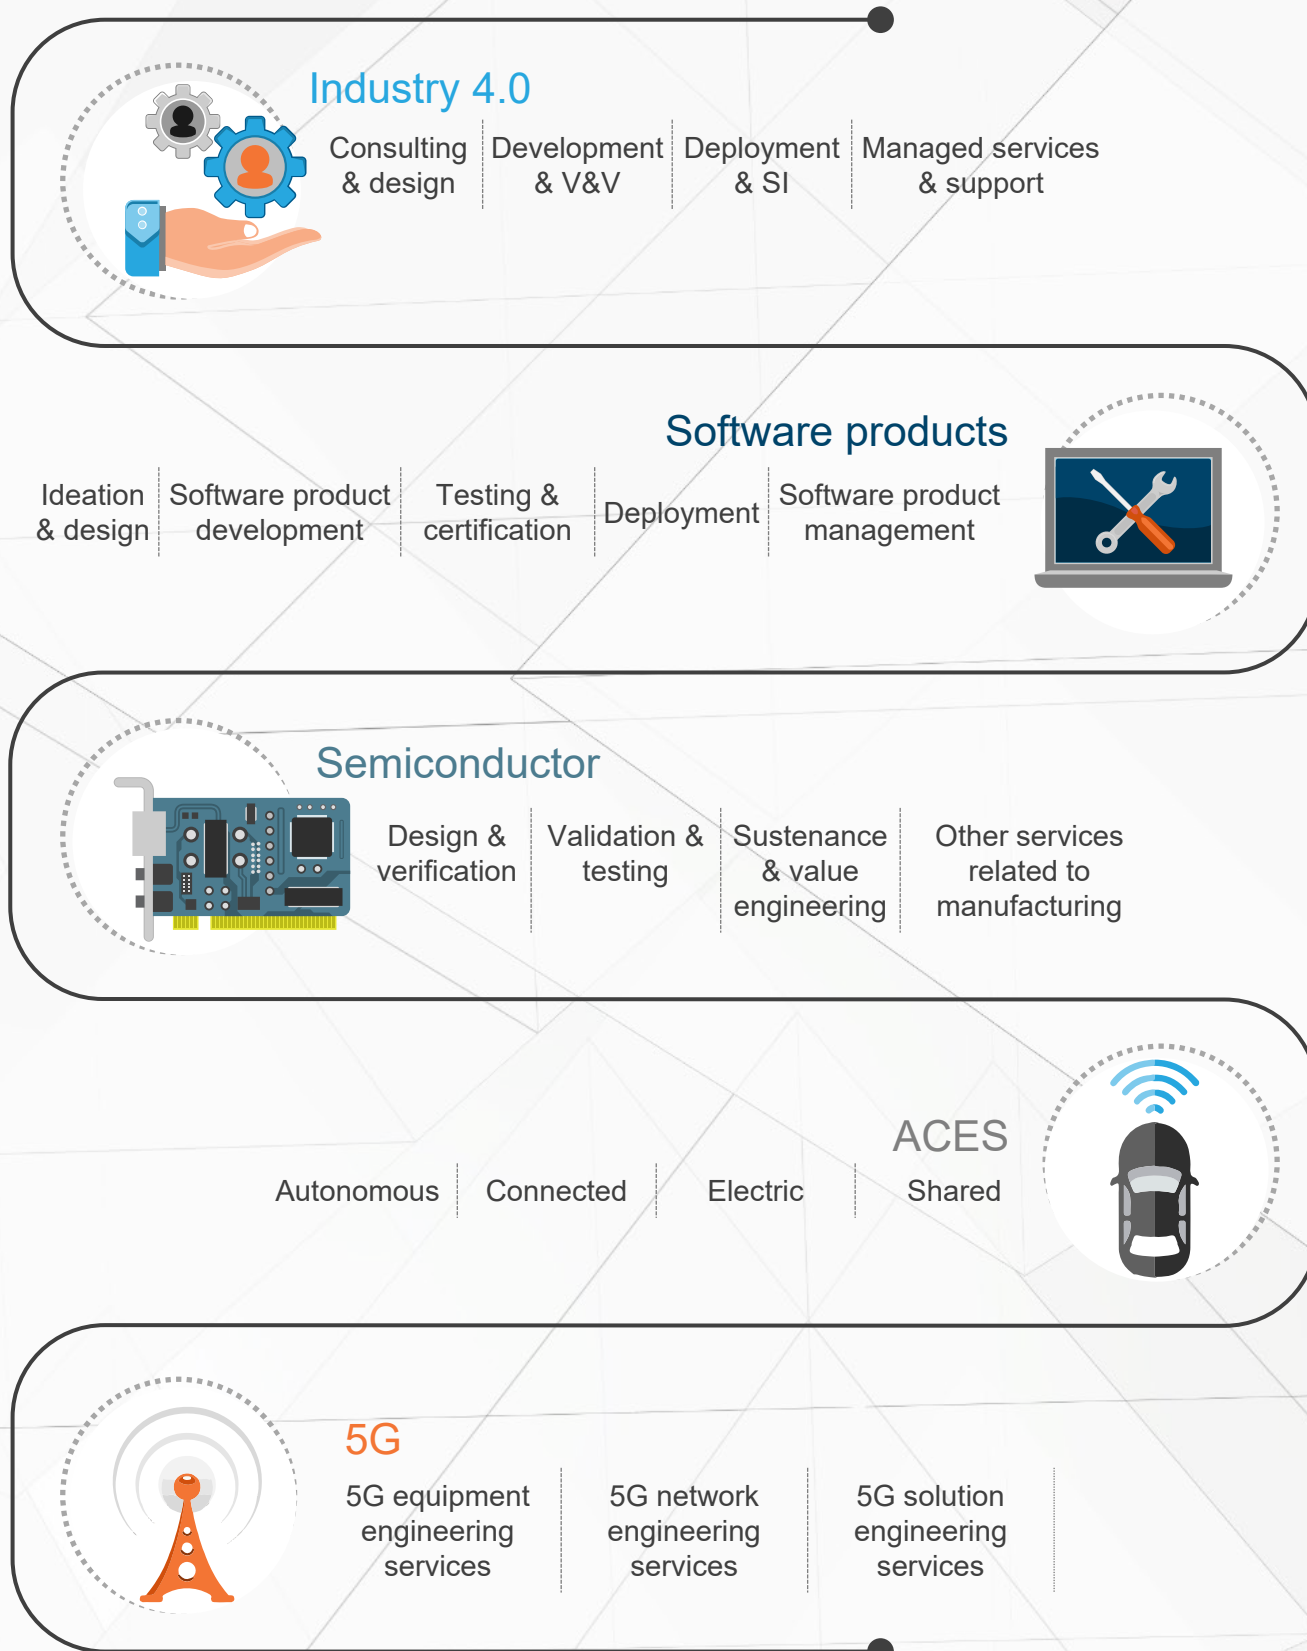 Industry 4.0
Consulting
& design
Development
& V&V
Deployment
& SI
Managed services
& support
Software products
Ideation
& design
Software product
development
Testing &
certification
Deployment
Software product
management
Semiconductor
Design &
verification
Validation &
testing
Sustenance
& value
engineering
Other services
related to
manufacturing
ACES
Autonomous
Connected
Electric
Shared
5G
5G equipment
engineering
services
5G network
engineering
services
5G solution
engineering
services